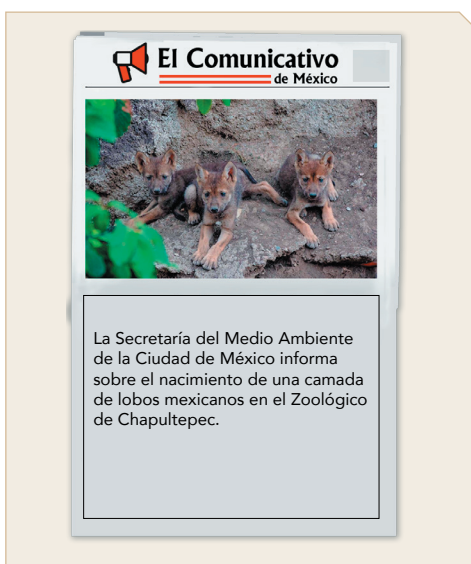 El Comunicativo
de México
La Secretaría del Medio Ambiente
de la Ciudad de México informa
sobre el nacimiento de una camada
de lobos mexicanos en el Zoológico
de Chapultepec.